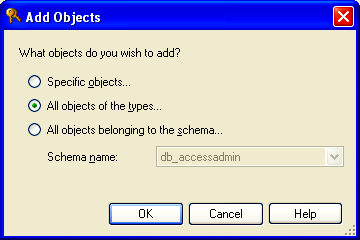 Add Objects
What objects do you wish to add?
Specific objects...
All objects of the types...
All objects belonging to the schema...
Schema name: db_accessadmin
OK Cancel Help